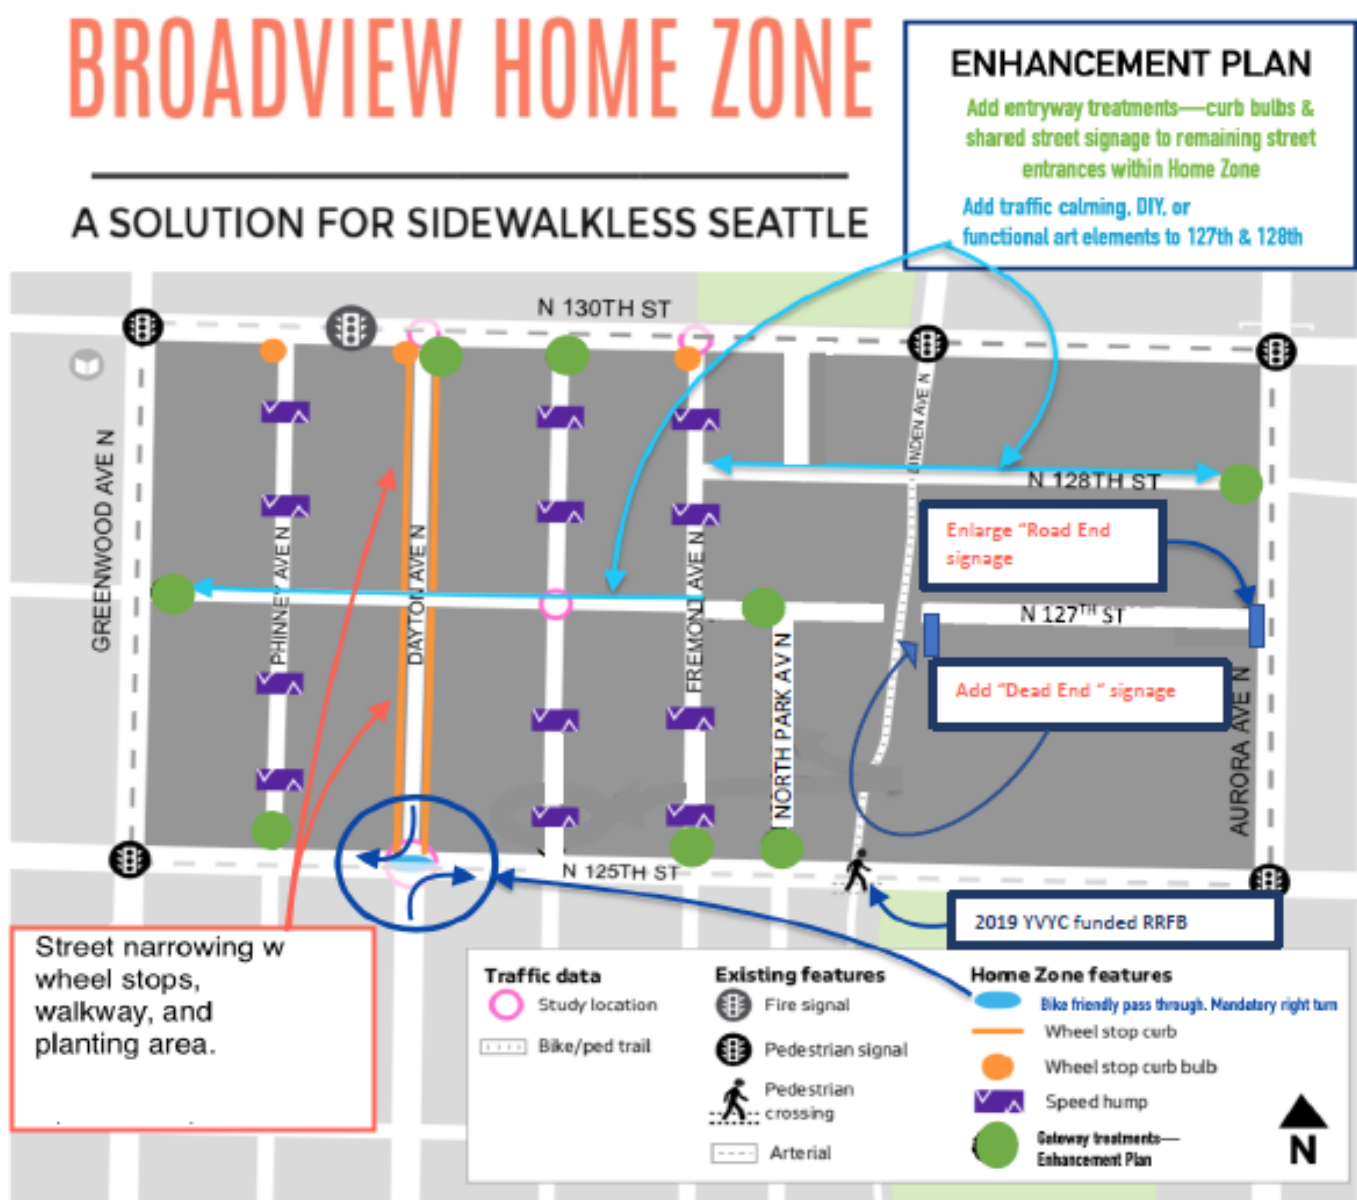 BROADVIEW HOME ZONE
A SOLUTION FOR SIDEWALKLESS SEATTLE
ENHANCEMENT PLAN
Add entryway treatments—curb bulbs &
shared street signage to remaining street
entrances within Home Zone
Add traffic calming, DIY, or
functional art elements to 127th & 128th
N 130TH ST
GREENWOOD AVE N
PHINNEY AVE N
DAYTON AVE N
FREMONT AVE N
NORTH PARK AV N
LINDEN AVE N
AURORA AVE N
N 128TH ST
Enlarge “Road End
signage
N 127TH ST
Add “Dead End “ signage
N 125TH ST
2019 YVYC funded RRFB
Street narrowing w
wheel stops,
walkway, and
planting area.
Traffic data
Study location
Bike/ped trail
Existing features
Fire signal
Pedestrian signal
Pedestrian
crossing
Arterial
Home Zone features
Bike friendly pass through. Mandatory right turn
Wheel stop curb
Wheel stop curb bulb
Speed hump
Gateway treatments—
Enhancement Plan
N